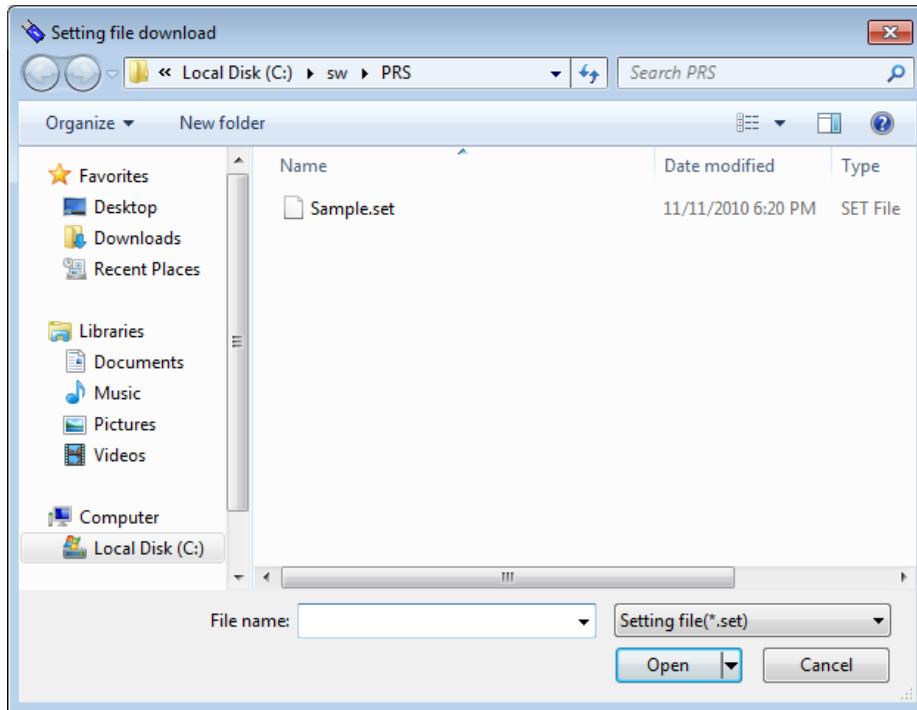 Setting file download
« Local Disk (C:) ▸ sw ▸ PRS
Search PRS
Organize
New folder
Name
Date modified
Type
Sample.set
11/11/2010 6:20 PM
SET File
Favorites
Desktop
Downloads
Recent Places
Libraries
Documents
Music
Pictures
Videos
Computer
Local Disk (C:)
File name:
Setting file(*.set)
Open
Cancel